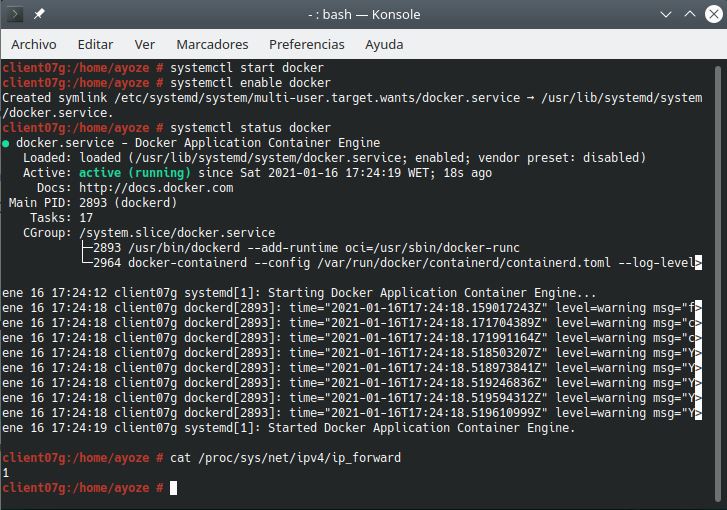 - : bash — Konsole
Archivo Editar Ver Marcadores Preferencias Ayuda
client07g:/home/ayoze # systemctl start docker
client07g:/home/ayoze # systemctl enable docker
Created symlink /etc/systemd/system/multi-user.target.wants/docker.service → /usr/lib/systemd/system
/docker.service.
client07g:/home/ayoze # systemctl status docker
● docker.service - Docker Application Container Engine
Loaded: loaded (/usr/lib/systemd/system/docker.service; enabled; vendor preset: disabled)
Active: active (running) since Sat 2021-01-16 17:24:19 WET; 18s ago
Docs: http://docs.docker.com
Main PID: 2893 (dockerd)
Tasks: 17
CGroup: /system.slice/docker.service
├─2893 /usr/bin/dockerd --add-runtime oci=/usr/sbin/docker-runc
└─2964 docker-containerd --config /var/run/docker/containerd/containerd.toml --log-level>
ene 16 17:24:12 client07g systemd[1]: Starting Docker Application Container Engine...
ene 16 17:24:18 client07g dockerd[2893]: time="2021-01-16T17:24:18.159017243Z" level=warning msg="f>
ene 16 17:24:18 client07g dockerd[2893]: time="2021-01-16T17:24:18.171704389Z" level=warning msg="c>
ene 16 17:24:18 client07g dockerd[2893]: time="2021-01-16T17:24:18.171991164Z" level=warning msg="c>
ene 16 17:24:18 client07g dockerd[2893]: time="2021-01-16T17:24:18.518503207Z" level=warning msg="Y>
ene 16 17:24:18 client07g dockerd[2893]: time="2021-01-16T17:24:18.518973841Z" level=warning msg="Y>
ene 16 17:24:18 client07g dockerd[2893]: time="2021-01-16T17:24:18.519246836Z" level=warning msg="Y>
ene 16 17:24:18 client07g dockerd[2893]: time="2021-01-16T17:24:18.519594312Z" level=warning msg="Y>
ene 16 17:24:18 client07g dockerd[2893]: time="2021-01-16T17:24:18.519610999Z" level=warning msg="Y>
ene 16 17:24:19 client07g systemd[1]: Started Docker Application Container Engine.
client07g:/home/ayoze # cat /proc/sys/net/ipv4/ip_forward
1
client07g:/home/ayoze #